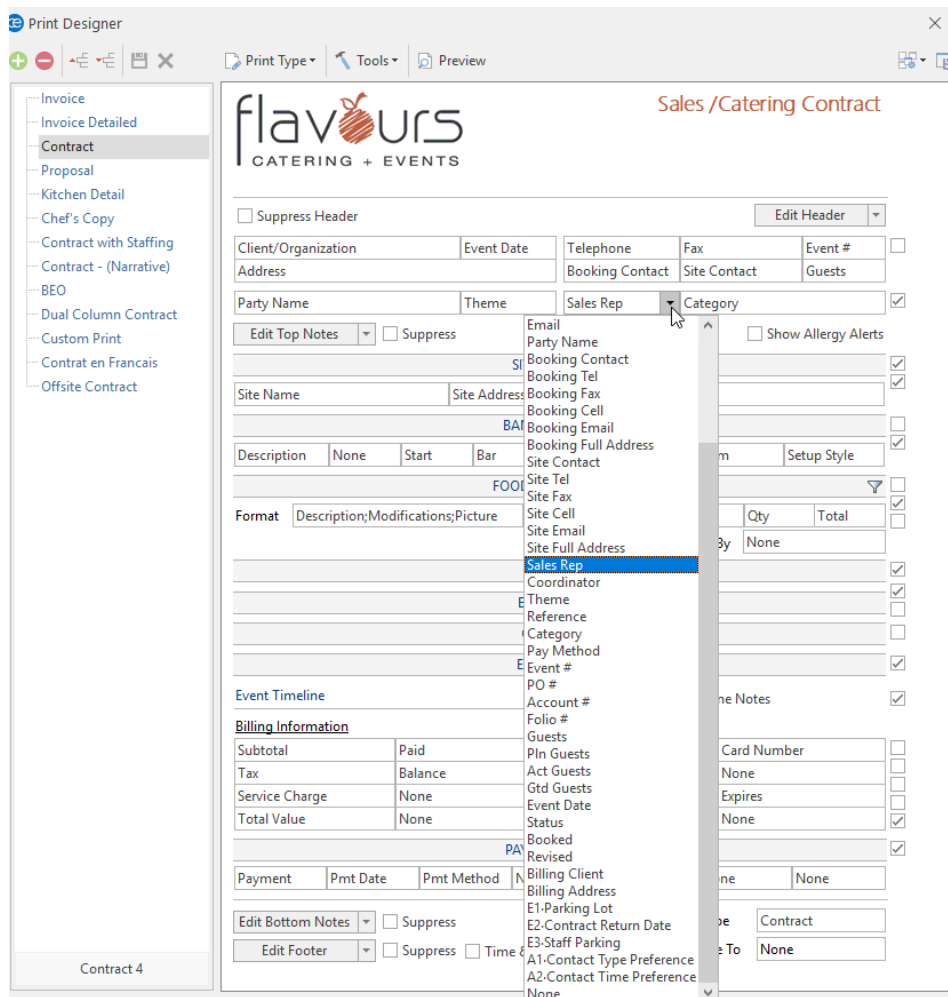 Print Designer
Print Type Tools Preview
Invoice
Invoice Detailed
Contract
Proposal
Kitchen Detail
Chef's Copy
Contract with Staffing
Contract - (Narrative)
BEO
Dual Column Contract
Custom Print
Contrat en Francais
Offsite Contract
Contract 4
flavours
CATERING + EVENTS
Sales /Catering Contract
Suppress Header Edit Header
Client/Organization Event Date Telephone Fax Event #
Address Booking Contact Site Contact Guests
Party Name Theme Sales Rep Category
Edit Top Notes Suppress Show Allergy Alerts
Site Name Site Address
Description None Start Bar Setup Style
Format Description;Modifications;Picture Qty Total
By None
Event Timeline Notes
Billing Information
Subtotal Paid Card Number
Tax Balance None
Service Charge None Expires
Total Value None None
Payment Pmt Date Pmt Method None
Edit Bottom Notes Suppress Contract
Edit Footer Suppress Time & To None
Email
Party Name
Booking Contact
Booking Tel
Booking Fax
Booking Cell
Booking Email
Booking Full Address
Site Contact
Site Tel
Site Fax
Site Cell
Site Email
Site Full Address
Sales Rep
Coordinator
Theme
Reference
Category
Pay Method
Event #
PO #
Account #
Folio #
Guests
Pln Guests
Act Guests
Gtd Guests
Event Date
Status
Booked
Revised
Billing Client
Billing Address
E1·Parking Lot
E2·Contract Return Date
E3·Staff Parking
A1·Contact Type Preference
A2·Contact Time Preference
None